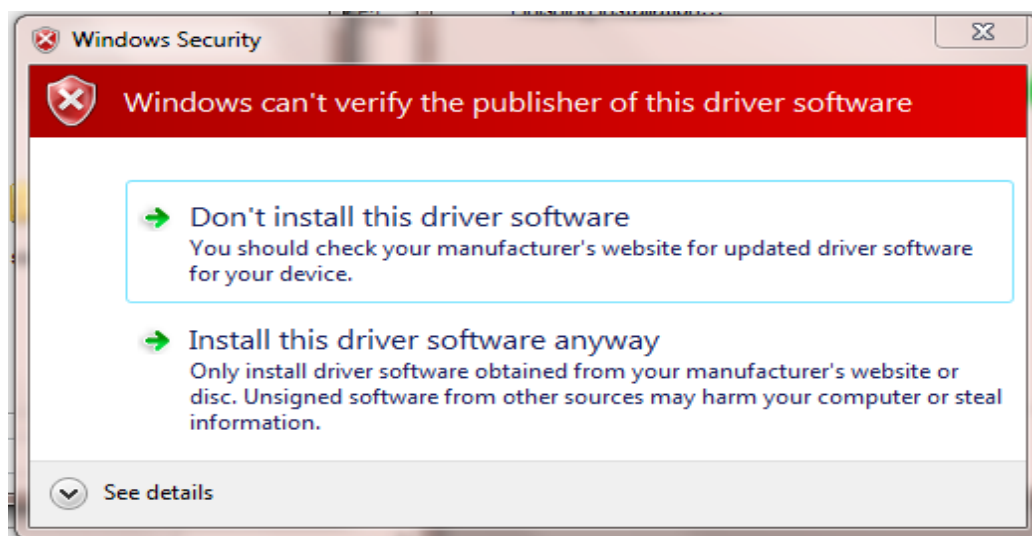 Windows Security
Windows can't verify the publisher of this driver software
Don't install this driver software
You should check your manufacturer's website for updated driver software
for your device.
Install this driver software anyway
Only install driver software obtained from your manufacturer's website or
disc. Unsigned software from other sources may harm your computer or steal
information.
See details